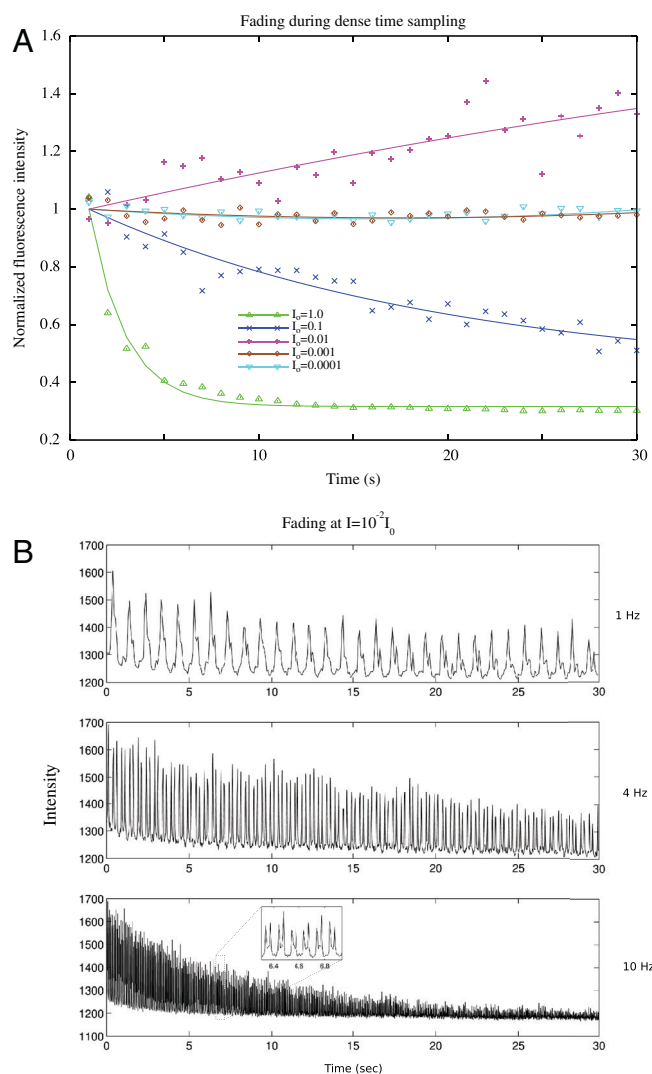 A
Fading during dense time sampling
Normalized fluorescence intensity
1.6
1.4
1.2
1
0.8
0.6
0.4
0.2
I₀=1.0
I₀=0.1
I₀=0.01
I₀=0.001
I₀=0.0001
0 10 20 30
Time (s)
B
Fading at I=10⁻²I₀
Intensity
1700
1600
1500
1400
1300
1200
0 5 10 15 20 25 30
1 Hz
1700
1600
1500
1400
1300
1200
0 5 10 15 20 25 30
4 Hz
1700
1600
1500
1400
1300
1200
1100
6.4 6.8
0 5 10 15 20 25 30
10 Hz
Time (sec)